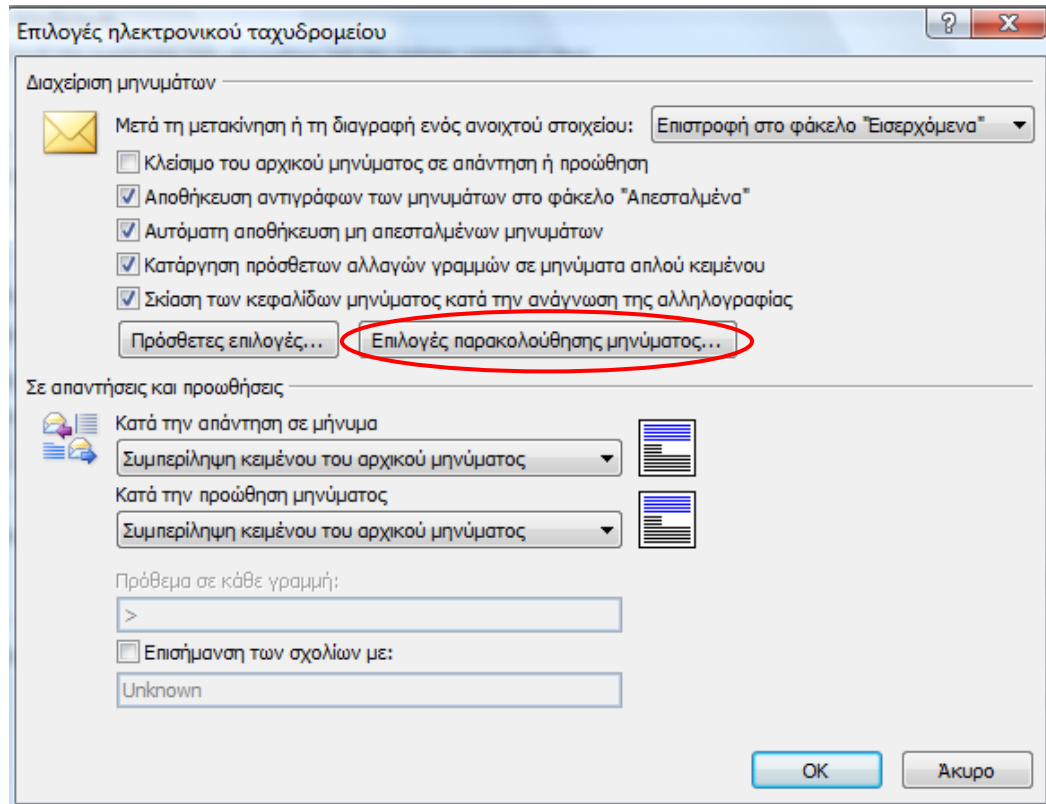 Επιλογές ηλεκτρονικού ταχυδρομείου
Διαχείριση μηνυμάτων
Μετά τη μετακίνηση ή τη διαγραφή ενός ανοιχτού στοιχείου: Επιστροφή στο φάκελο "Εισερχόμενα"
Κλείσιμο του αρχικού μηνύματος σε απάντηση ή προώθηση
Αποθήκευση αντιγράφων των μηνυμάτων στο φάκελο "Απεσταλμένα"
Αυτόματη αποθήκευση μη απεσταλμένων μηνυμάτων
Κατάργηση πρόσθετων αλλαγών γραμμών σε μηνύματα απλού κειμένου
Σκίαση των κεφαλίδων μηνύματος κατά την ανάγνωση της αλληλογραφίας
Πρόσθετες επιλογές... Επιλογές παρακολούθησης μηνύματος...
Σε απαντήσεις και προωθήσεις
Κατά την απάντηση σε μήνυμα
Συμπερίληψη κειμένου του αρχικού μηνύματος
Κατά την προώθηση μηνύματος
Συμπερίληψη κειμένου του αρχικού μηνύματος
Πρόθεμα σε κάθε γραμμή:
>
Επισήμανση των σχολίων με:
Unknown
OK Άκυρο